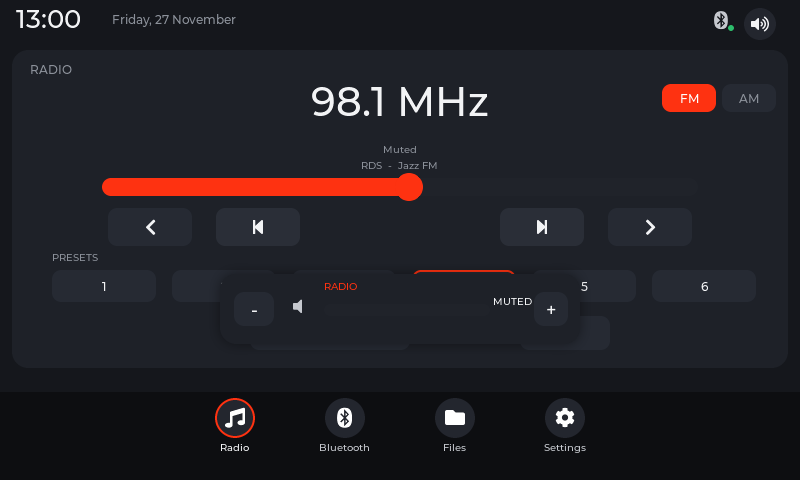 13:00
Friday, 27 November
RADIO
98.1 MHz
FM
AM
Muted
RDS - Jazz FM
PRESETS
1
5
6
RADIO
MUTED
-
+
Radio
Bluetooth
Files
Settings